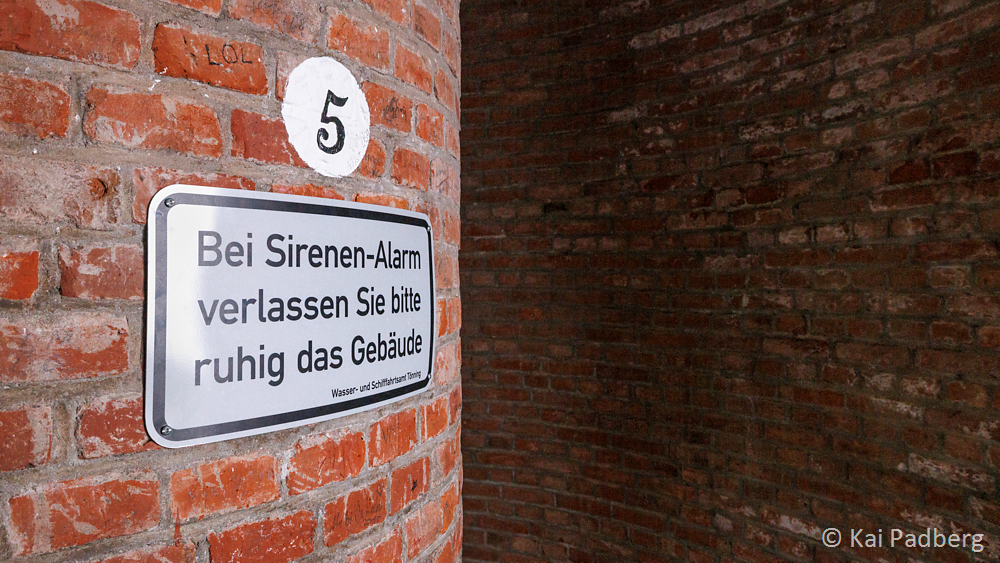 LOL
5
Bei Sirenen-Alarm
verlassen Sie bitte
ruhig das Gebäude
Wasser- und Schifffahrtsamt Tönning
© Kai Padberg